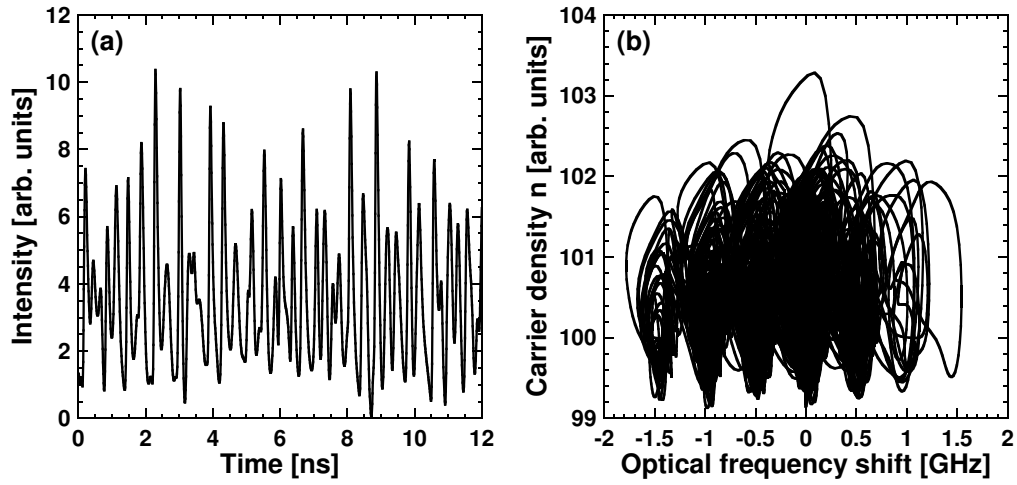 (a)
Intensity [arb. units]
12
10
8
6
4
2
0
0 2 4 6 8 10 12
Time [ns]
(b)
Carrier density n [arb. units]
104
103
102
101
100
99
-2 -1.5 -1 -0.5 0 0.5 1 1.5 2
Optical frequency shift [GHz]